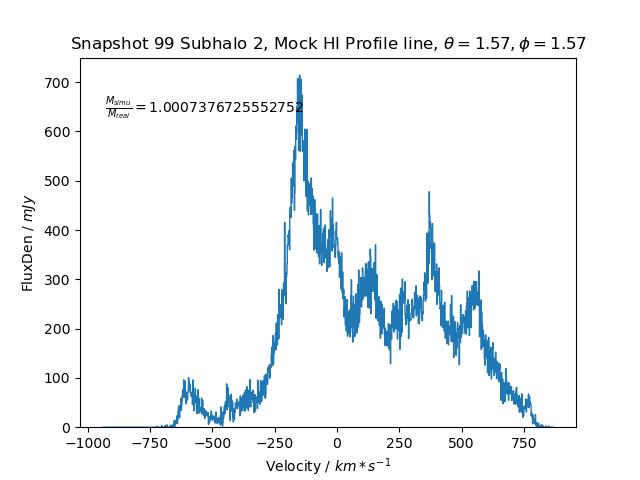 Snapshot 99 Subhalo 2, Mock HI Profile line, θ = 1.57, ϕ = 1.57
M_simu/M_real = 1.0007376725552752
FluxDen / mJy
700
600
500
400
300
200
100
0
−1000 −750 −500 −250 0 250 500 750
Velocity / km * s^−1